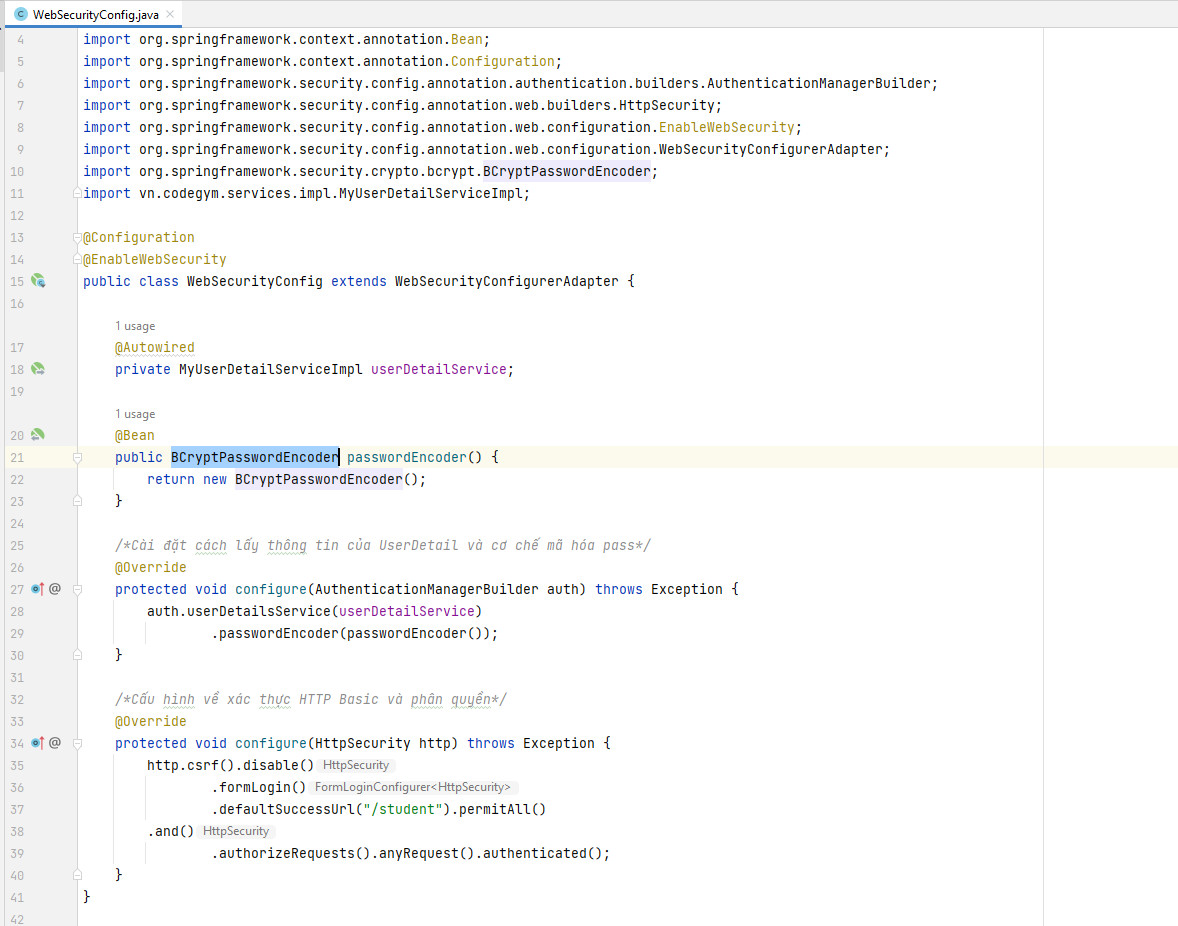 WebSecurityConfig.java
4 import org.springframework.context.annotation.Bean;
5 import org.springframework.context.annotation.Configuration;
6 import org.springframework.security.config.annotation.authentication.builders.AuthenticationManagerBuilder;
7 import org.springframework.security.config.annotation.web.builders.HttpSecurity;
8 import org.springframework.security.config.annotation.web.configuration.EnableWebSecurity;
9 import org.springframework.security.config.annotation.web.configuration.WebSecurityConfigurerAdapter;
10 import org.springframework.security.crypto.bcrypt.BCryptPasswordEncoder;
11 import vn.codegym.services.impl.MyUserDetailServiceImpl;
12
13 @Configuration
14 @EnableWebSecurity
15 public class WebSecurityConfig extends WebSecurityConfigurerAdapter {
16
1 usage
17 @Autowired
18 private MyUserDetailServiceImpl userDetailService;
19
1 usage
20 @Bean
21 public BCryptPasswordEncoder passwordEncoder() {
22 return new BCryptPasswordEncoder();
23 }
24
25 /*Cài đặt cách lấy thông tin của UserDetail và cơ chế mã hóa pass*/
26 @Override
27 @ protected void configure(AuthenticationManagerBuilder auth) throws Exception {
28 auth.userDetailsService(userDetailService)
29 .passwordEncoder(passwordEncoder());
30 }
31
32 /*Cấu hình về xác thực HTTP Basic và phân quyền*/
33 @Override
34 @ protected void configure(HttpSecurity http) throws Exception {
35 http.csrf().disable() HttpSecurity
36 .formLogin() FormLoginConfigurer<HttpSecurity>
37 .defaultSuccessUrl("/student").permitAll()
38 .and() HttpSecurity
39 .authorizeRequests().anyRequest().authenticated();
40 }
41 }
42